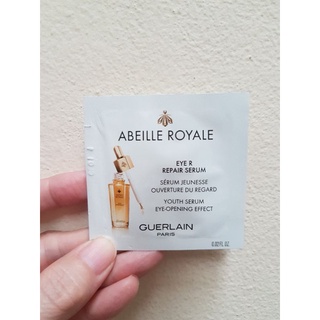 ABEILLE ROYALE
EYE R
REPAIR SERUM
SÉRUM JEUNESSE
OUVERTURE DU REGARD
YOUTH SERUM
EYE-OPENING EFFECT
GUERLAIN
PARIS